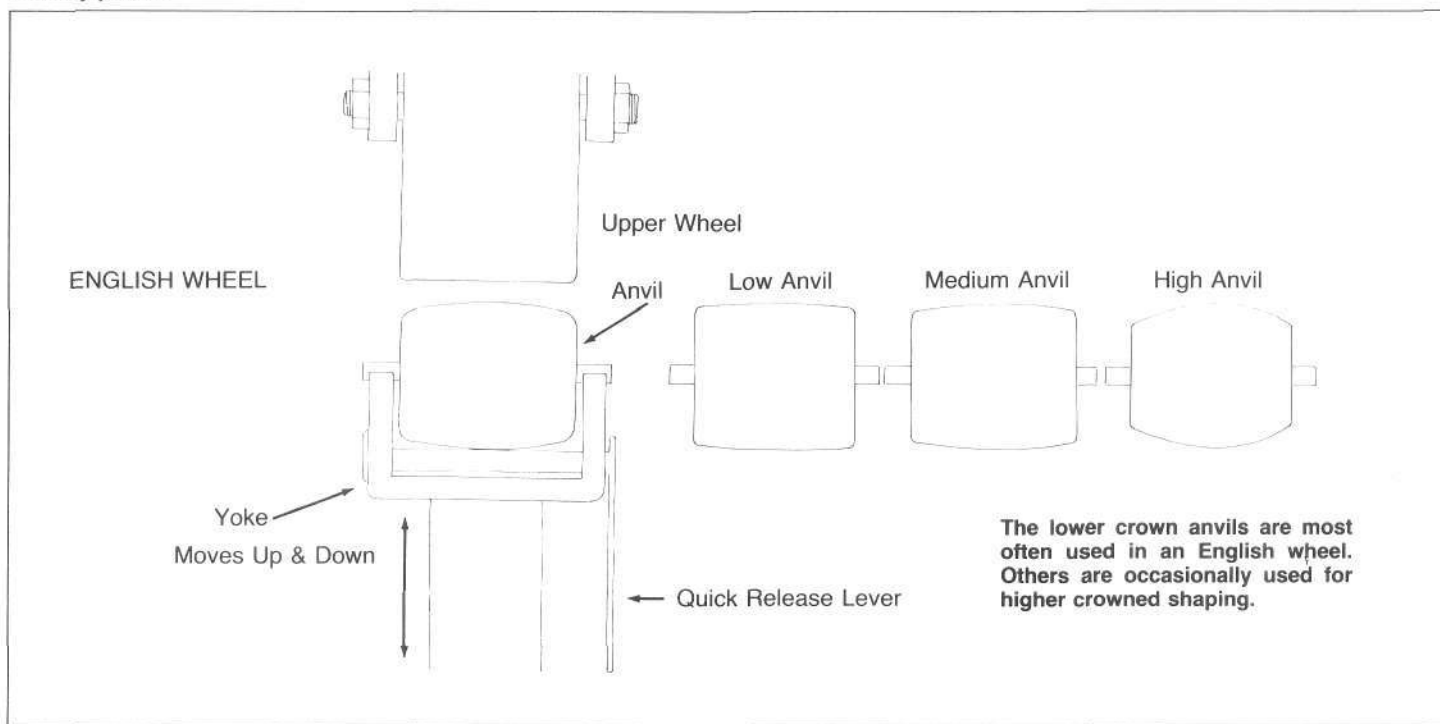 Upper Wheel
ENGLISH WHEEL
Anvil
Low Anvil
Medium Anvil
High Anvil
Yoke
Moves Up & Down
Quick Release Lever
The lower crown anvils are most
often used in an English wheel.
Others are occasionally used for
higher crowned shaping.